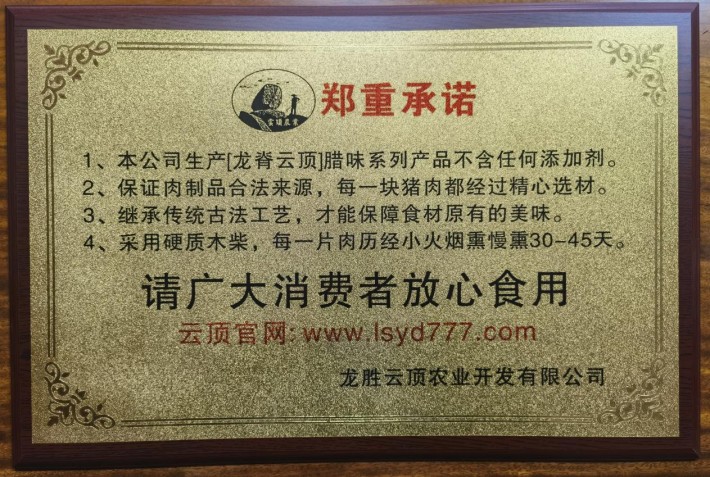 雲頂農業
郑重承诺
1、本公司生产[龙脊云顶]腊味系列产品不含任何添加剂。
2、保证肉制品合法来源，每一块猪肉都经过精心选材。
3、继承传统古法工艺，才能保障食材原有的美味。
4、采用硬质木柴，每一片肉历经小火烟熏慢熏30-45天。
请广大消费者放心食用
云顶官网: www.lsyd777.com
龙胜云顶农业开发有限公司